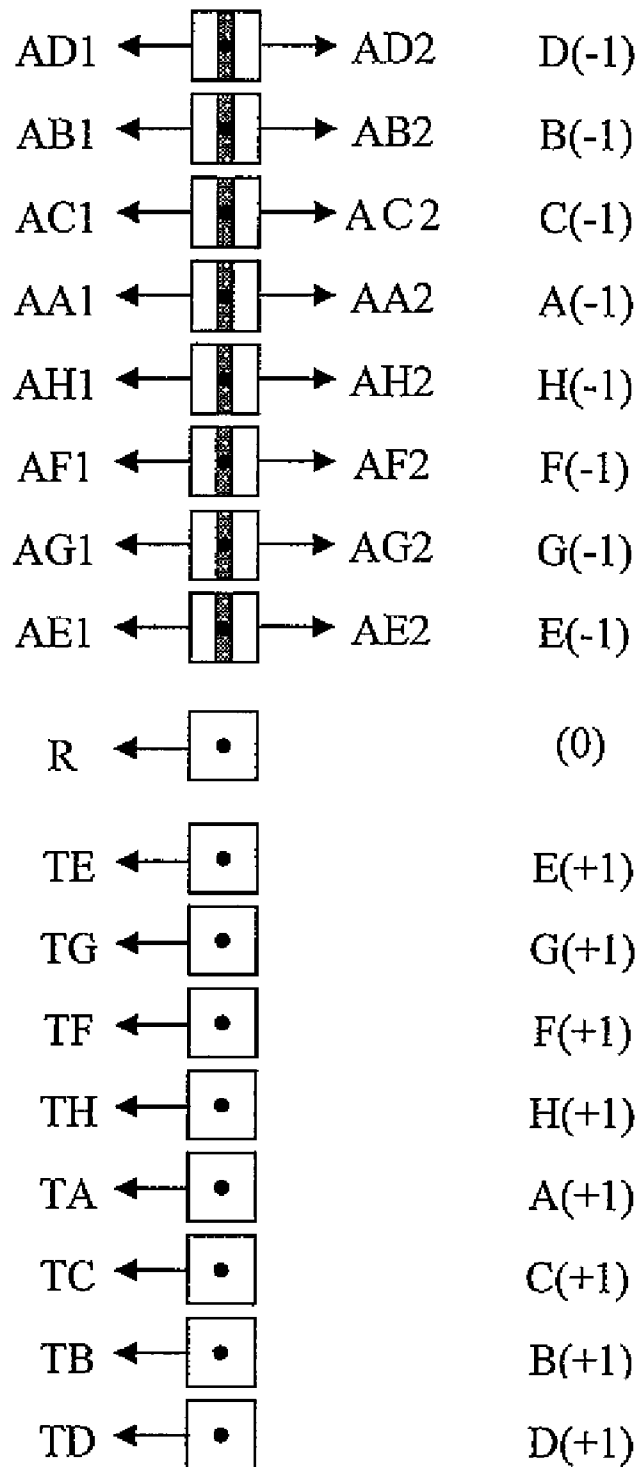 AD1 AD2 D(-1)
AB1 AB2 B(-1)
AC1 AC2 C(-1)
AA1 AA2 A(-1)
AH1 AH2 H(-1)
AF1 AF2 F(-1)
AG1 AG2 G(-1)
AE1 AE2 E(-1)
R (0)
TE E(+1)
TG G(+1)
TF F(+1)
TH H(+1)
TA A(+1)
TC C(+1)
TB B(+1)
TD D(+1)